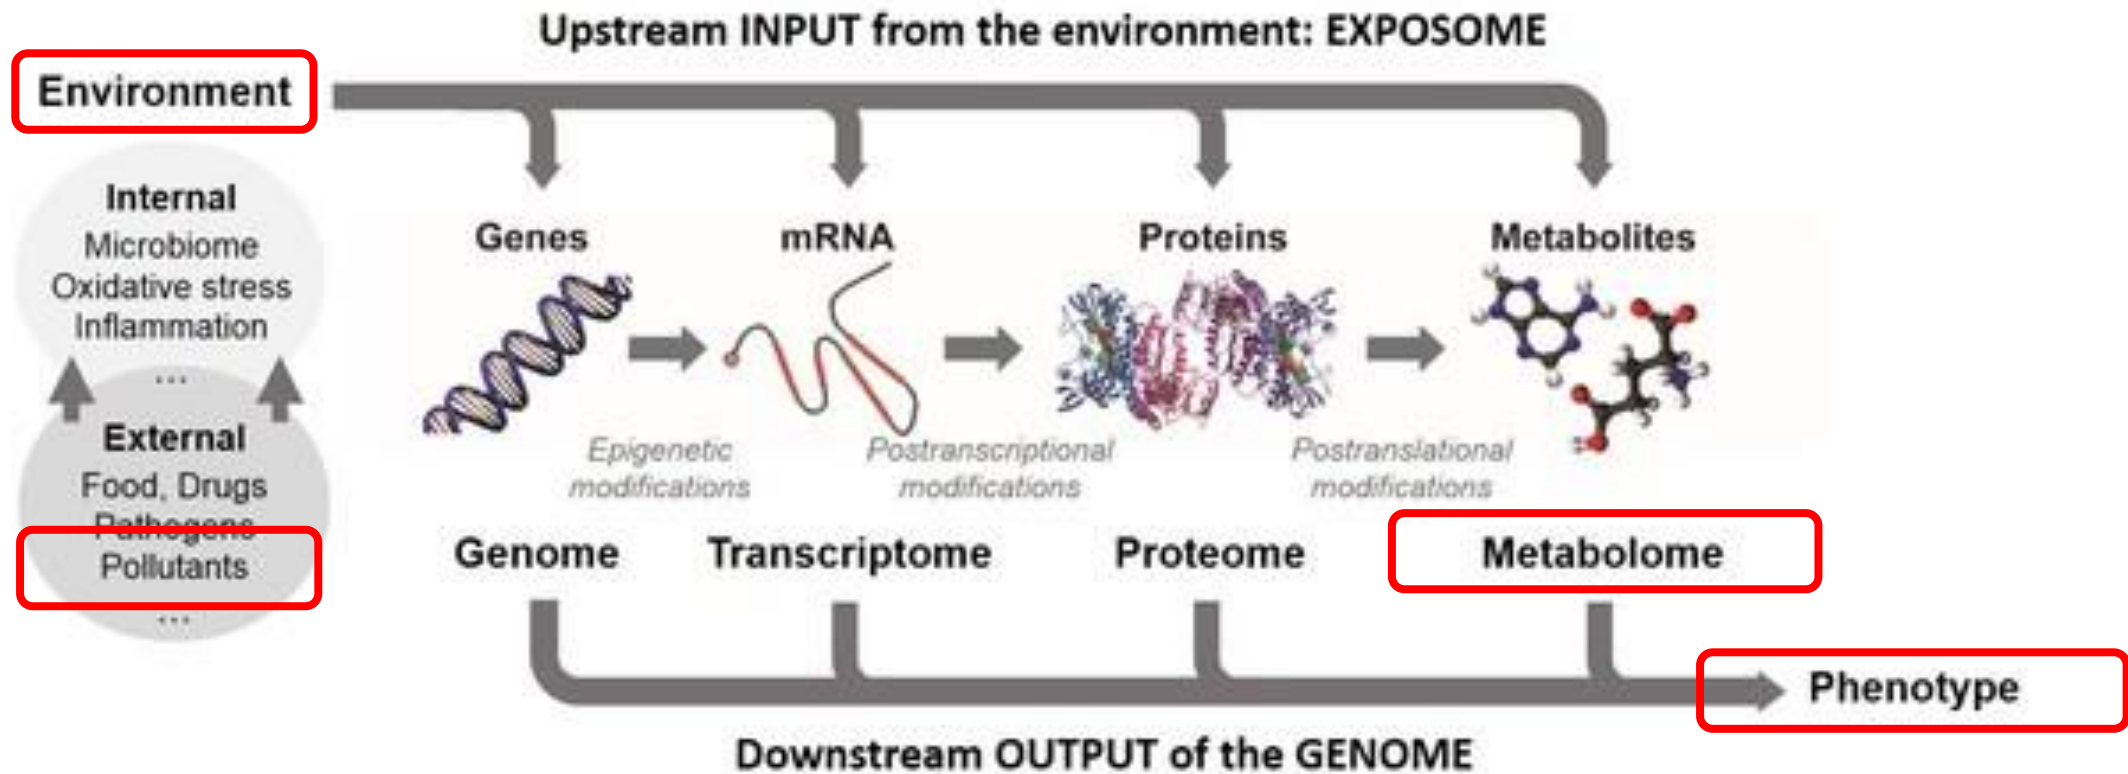 Upstream INPUT from the environment: EXPOSOME
Environment
Internal
Microbiome
Oxidative stress
Inflammation
...
External
Food, Drugs
Pathogens
Pollutants
...
Genes
mRNA
Proteins
Metabolites
Epigenetic
modifications
Postranscriptional
modifications
Postranslational
modifications
Genome
Transcriptome
Proteome
Metabolome
Phenotype
Downstream OUTPUT of the GENOME